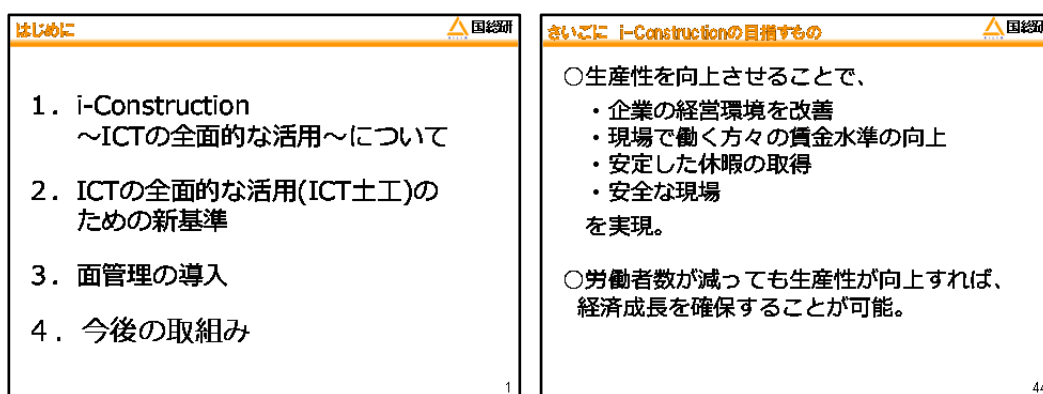 はじめに
国総研
1. i-Construction
～ICTの全面的な活用～について
2. ICTの全面的な活用(ICT土工)の
ための新基準
3. 面管理の導入
4. 今後の取組み
1
さいごに i-Constructionの目指すもの
国総研
○生産性を向上させることで、
・企業の経営環境を改善
・現場で働く方々の賃金水準の向上
・安定した休暇の取得
・安全な現場
を実現。
○労働者数が減っても生産性が向上すれば、
経済成長を確保することが可能。
44